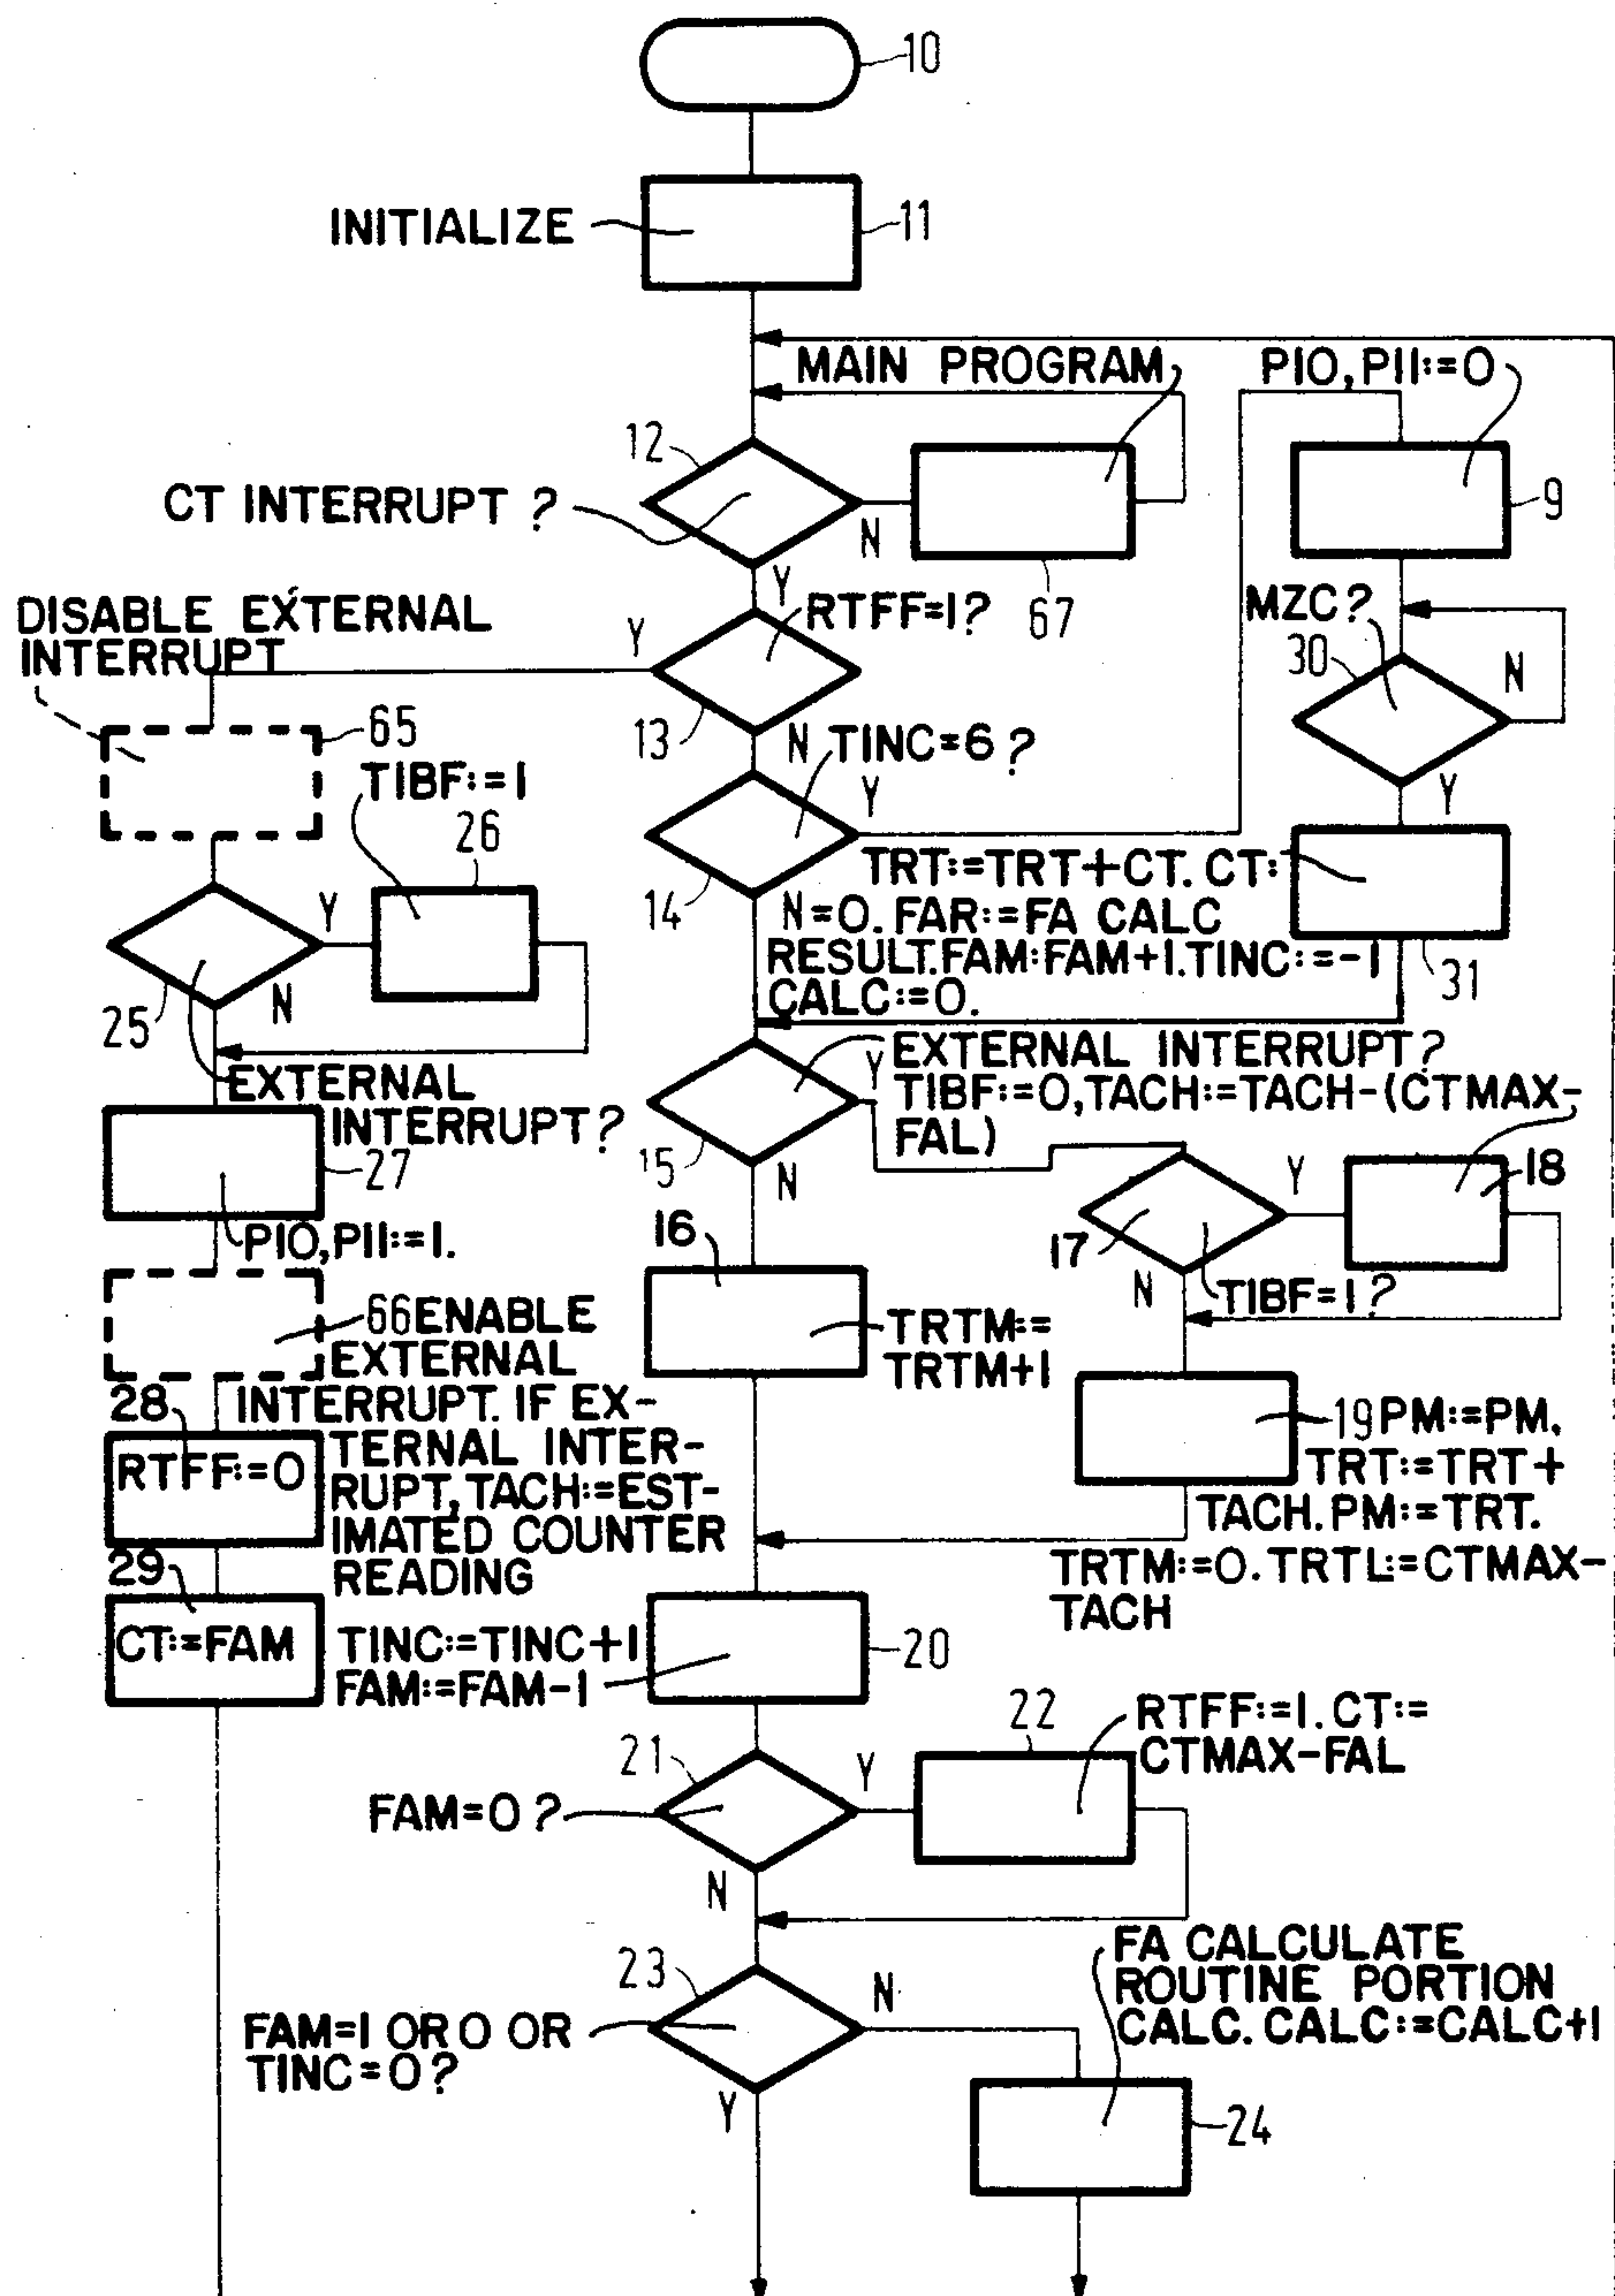 10
INITIALIZE
11
MAIN PROGRAM
PI0,PI1:=0
12
CT INTERRUPT ?
N
9
Y
67
DISABLE EXTERNAL
INTERRUPT
Y
RTFF=1?
MZC?
30
N
13
65
N
TINC=6 ?
Y
Y
TIBF:=1
26
14
TRT:=TRT+CT. CT:
N
=0. FAR:=FA CALC
RESULT.FAM:FAM+1.TINC:=-1
CALC:=0.
31
Y
25
N
EXTERNAL
INTERRUPT?
EXTERNAL INTERRUPT?
Y
TIBF:=0,TACH:=TACH-(CTMAX-
FAL)
15
N
27
PI0,PI1:=1.
Y
18
17
N
TIBF=1?
16
TRTM:=
TRTM+1
66 ENABLE
EXTERNAL
INTERRUPT. IF EX-
TERNAL INTER-
RUPT, TACH:=EST-
IMATED COUNTER
READING
28
RTFF:=0
19 PM:=PM,
TRT:=TRT+
TACH.PM:=TRT.
TRTM:=0. TRTL:=CTMAX-
TACH
29
CT:=FAM
TINC:=TINC+1
FAM:=FAM-1
20
22
RTFF:=1. CT:=
CTMAX-FAL
21
Y
FAM=0 ?
N
23
N
FA CALCULATE
ROUTINE PORTION
CALC. CALC:=CALC+1
FAM=1 OR 0 OR
TINC=0?
Y
24